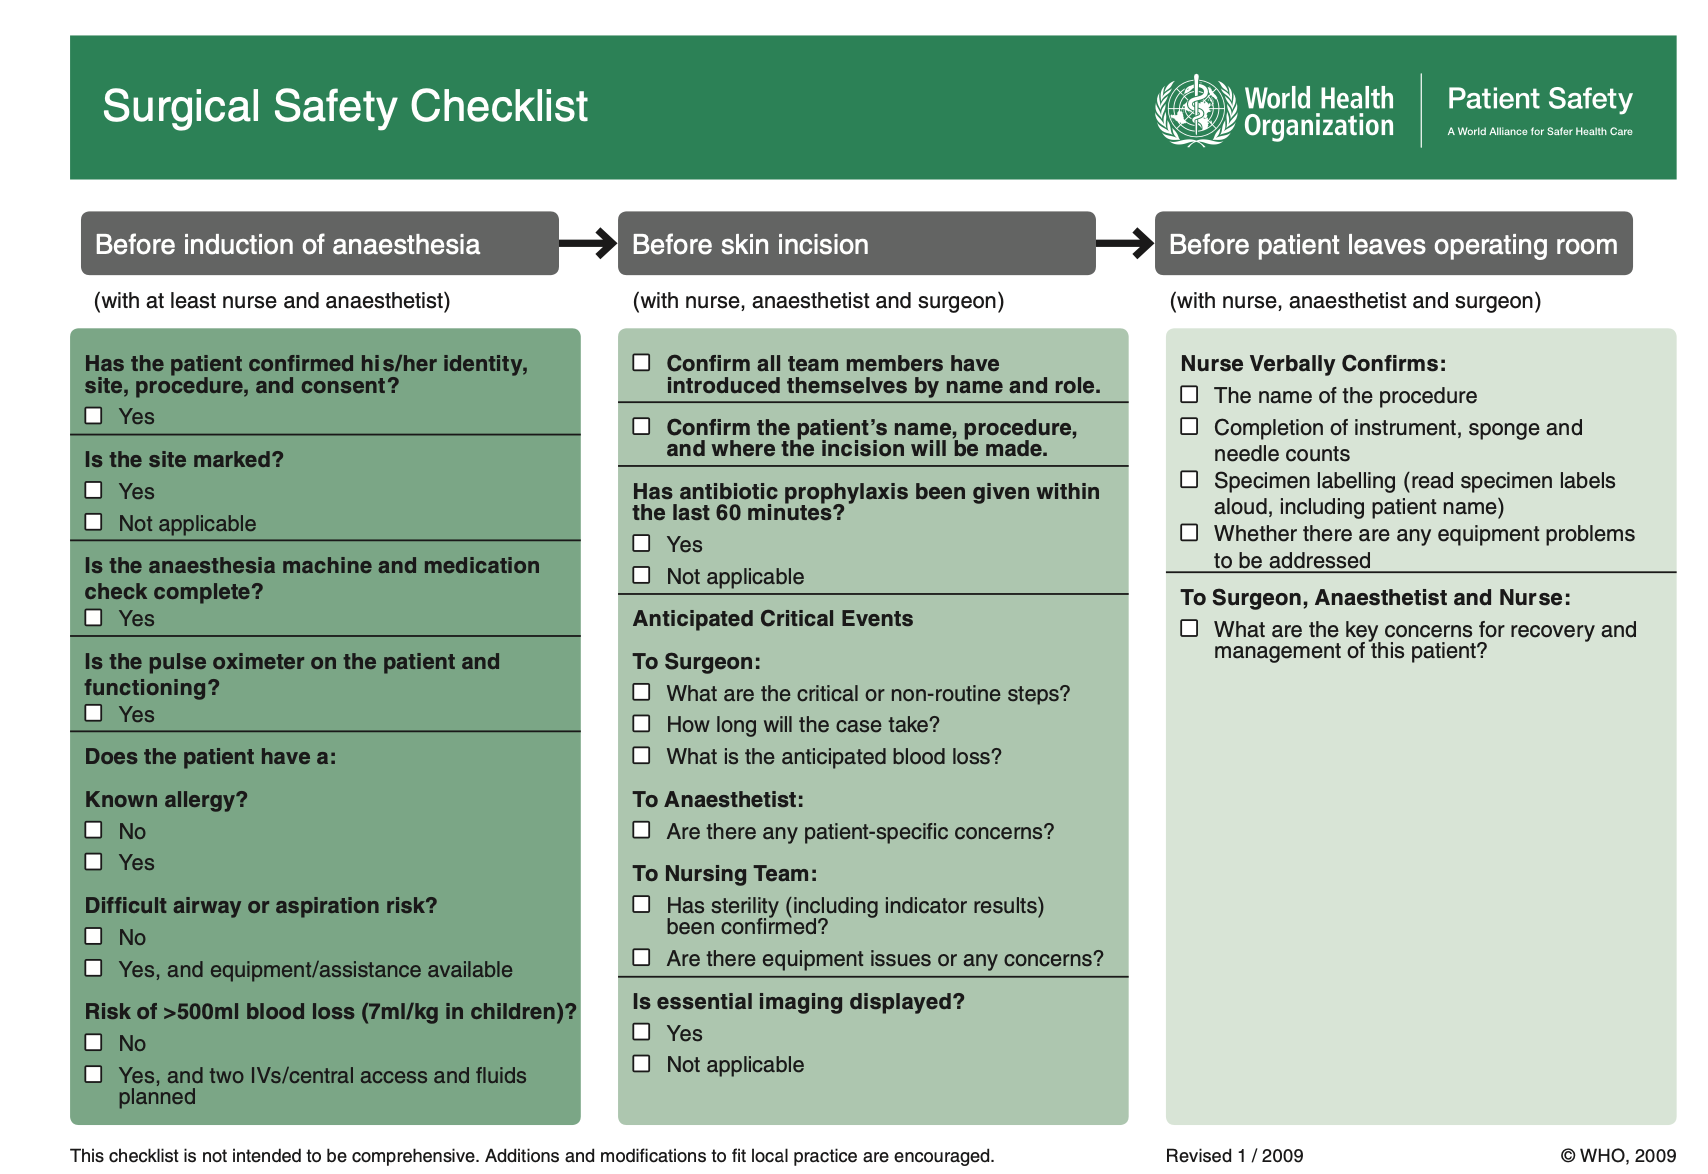 Surgical Safety Checklist
World Health
Organization
Patient Safety
A World Alliance for Safer Health Care
Before induction of anaesthesia
(with at least nurse and anaesthetist)
Has the patient confirmed his/her identity,
site, procedure, and consent?
Yes
Is the site marked?
Yes
Not applicable
Is the anaesthesia machine and medication
check complete?
Yes
Is the pulse oximeter on the patient and
functioning?
Yes
Does the patient have a:
Known allergy?
No
Yes
Difficult airway or aspiration risk?
No
Yes, and equipment/assistance available
Risk of >500ml blood loss (7ml/kg in children)?
No
Yes, and two IVs/central access and fluids
planned
Before skin incision
(with nurse, anaesthetist and surgeon)
Confirm all team members have
introduced themselves by name and role.
Confirm the patient’s name, procedure,
and where the incision will be made.
Has antibiotic prophylaxis been given within
the last 60 minutes?
Yes
Not applicable
Anticipated Critical Events
To Surgeon:
What are the critical or non-routine steps?
How long will the case take?
What is the anticipated blood loss?
To Anaesthetist:
Are there any patient-specific concerns?
To Nursing Team:
Has sterility (including indicator results)
been confirmed?
Are there equipment issues or any concerns?
Is essential imaging displayed?
Yes
Not applicable
Before patient leaves operating room
(with nurse, anaesthetist and surgeon)
Nurse Verbally Confirms:
The name of the procedure
Completion of instrument, sponge and
needle counts
Specimen labelling (read specimen labels
aloud, including patient name)
Whether there are any equipment problems
to be addressed
To Surgeon, Anaesthetist and Nurse:
What are the key concerns for recovery and
management of this patient?
This checklist is not intended to be comprehensive. Additions and modifications to fit local practice are encouraged.
Revised 1 / 2009
© WHO, 2009